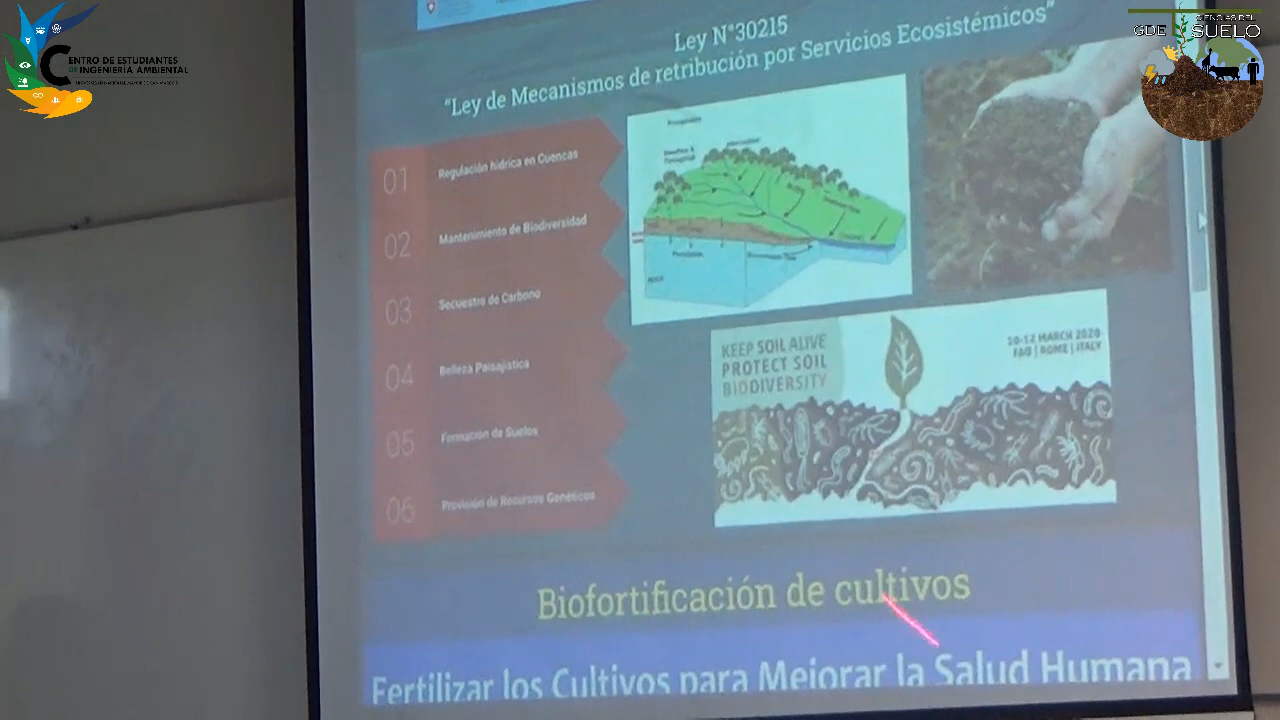 CENTRO DE ESTUDIANTES
DE INGENIERÍA AMBIENTAL
CIENCIAS DEL
GDE SUELO
Ley N°30215
"Ley de Mecanismos de retribución por Servicios Ecosistémicos"
01 Regulación hídrica en Cuencas
02 Mantenimiento de Biodiversidad
03 Secuestro de Carbono
04 Belleza Paisajística
05 Formación de Suelos
06 Provisión de Recursos Genéticos
KEEP SOIL ALIVE
PROTECT SOIL
BIODIVERSITY
10-12 MARCH 2020
FAO | ROME | ITALY
Biofortificación de cultivos
Fertilizar los Cultivos para Mejorar la Salud Humana